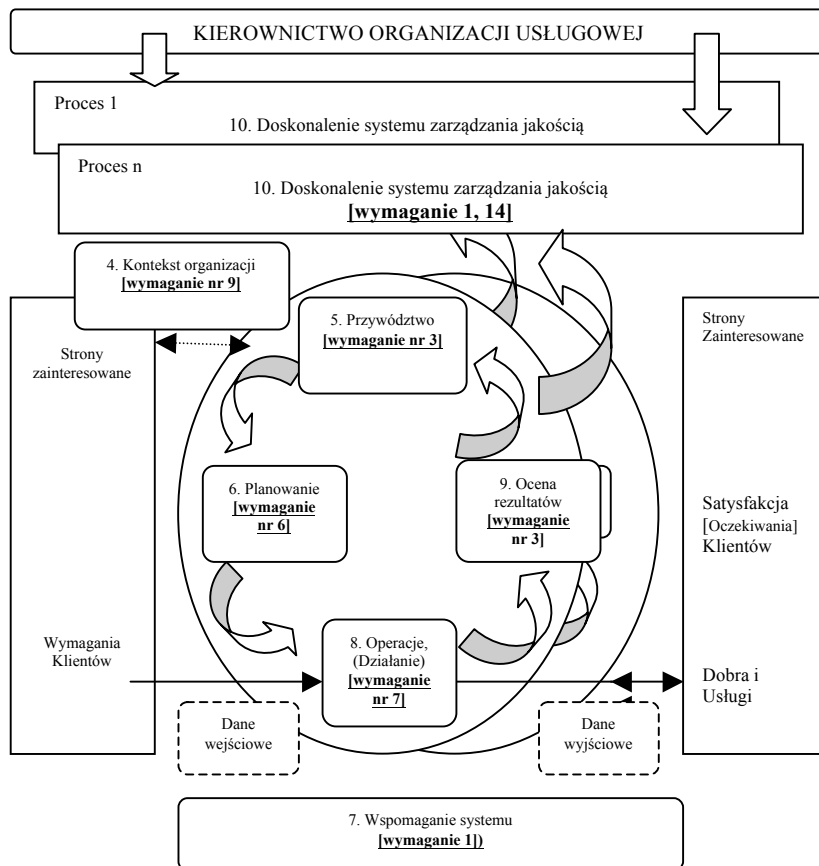 KIEROWNICTWO ORGANIZACJI USŁUGOWEJ
Proces 1
10. Doskonalenie systemu zarządzania jakością
Proces n
10. Doskonalenie systemu zarządzania jakością
[wymaganie 1, 14]
4. Kontekst organizacji
[wymaganie nr 9]
5. Przywództwo
[wymaganie nr 3]
Strony
zainteresowane
Strony
Zainteresowane
6. Planowanie
[wymaganie
nr 6]
9. Ocena
rezultatów
[wymaganie
nr 3]
Satysfakcja
[Oczekiwania]
Klientów
Wymagania
Klientów
8. Operacje,
(Działanie)
[wymaganie
nr 7]
Dobra i
Usługi
Dane
wejściowe
Dane
wyjściowe
7. Wspomaganie systemu
[wymaganie 1])